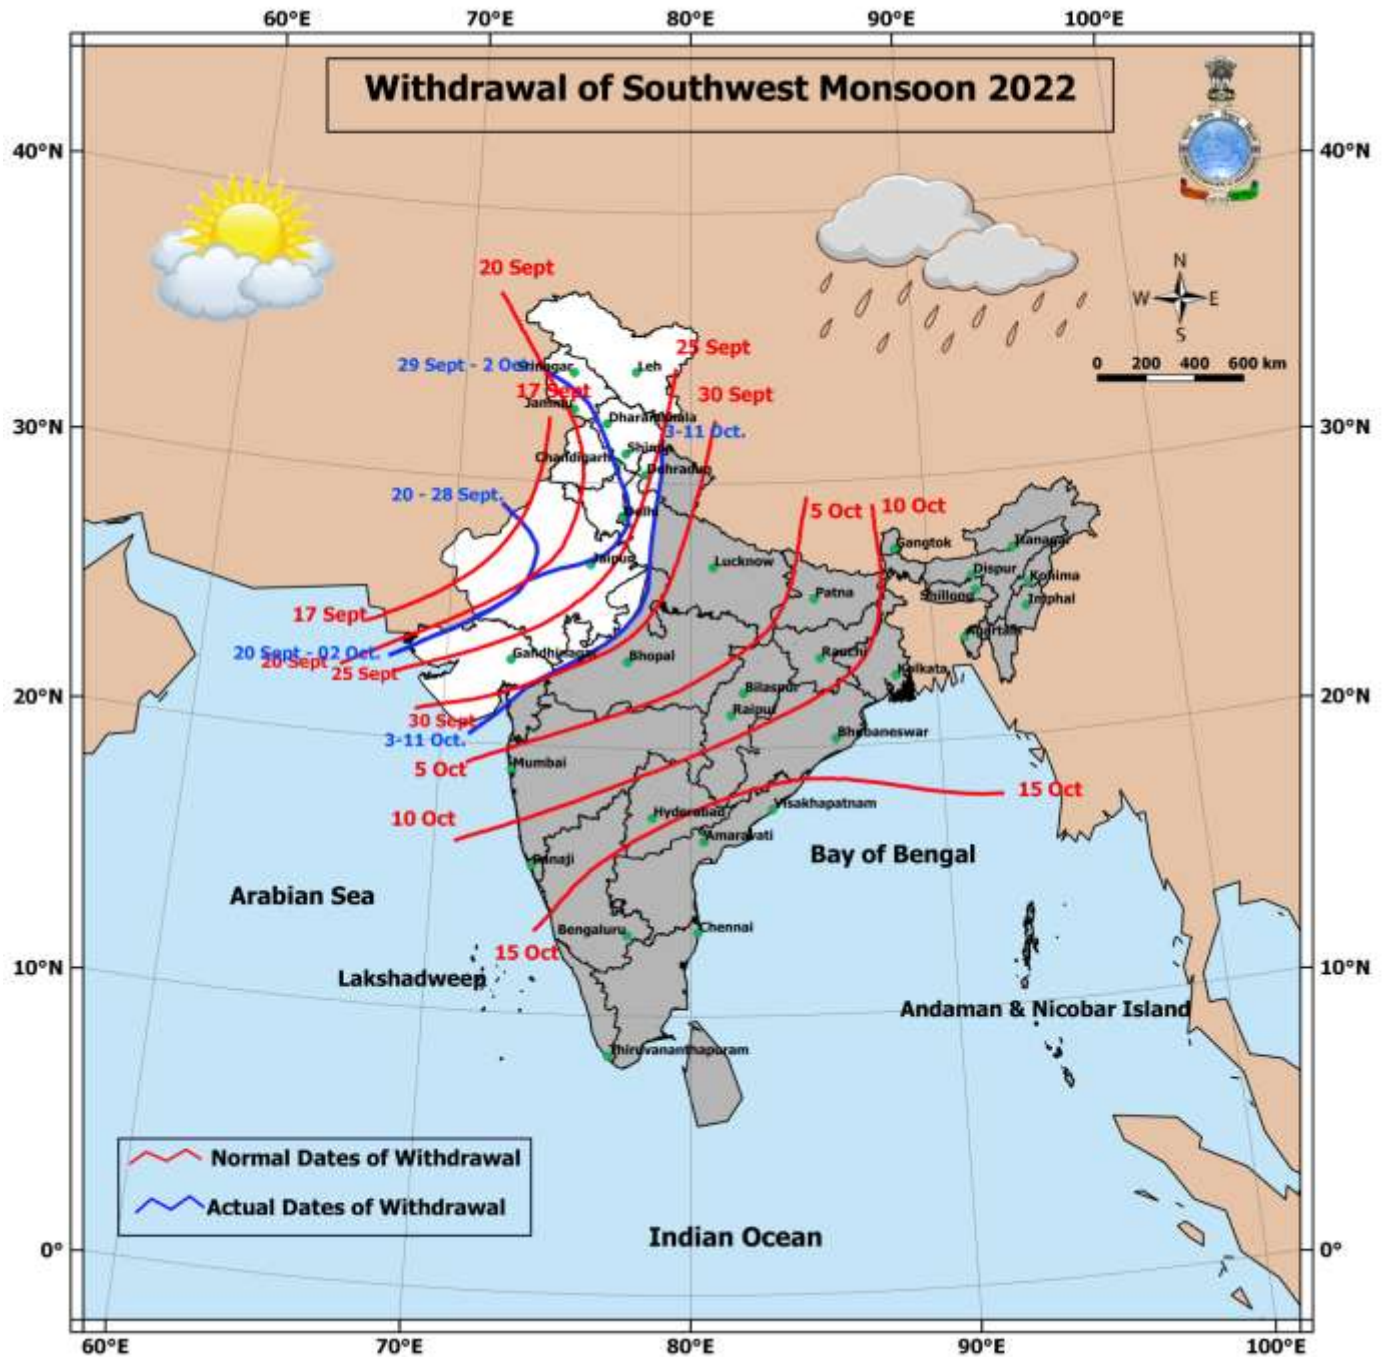 60°E 70°E 80°E 90°E 100°E
Withdrawal of Southwest Monsoon 2022
40°N 40°N
N
W E
S
20 Sept
25 Sept
0 200 400 600 km
29 Sept - 2 Oct
Srinagar
Leh
17 Sept
30 Sept
Jammu
Dharamshala
30°N 30°N
3-11 Oct.
Shimla
Chandigarh
Dehradun
20 - 28 Sept.
5 Oct
10 Oct
Delhi
Gangtok
Itanagar
Jaipur
Lucknow
Dispur
Kohima
Patna
Shillong
Imphal
17 Sept
Agartala
20 Sept - 02 Oct.
20 Sept
Gandhinagar
Bhopal
Ranchi
25 Sept
Kolkata
20°N 20°N
Bilaspur
30 Sept
Raipur
3-11 Oct.
Bhubaneswar
5 Oct
Mumbai
15 Oct
10 Oct
Hyderabad
Visakhapatnam
Amaravati
Bay of Bengal
Panaji
Arabian Sea
Bengaluru
Chennai
15 Oct
10°N 10°N
Lakshadweep
Andaman & Nicobar Island
Thiruvananthapuram
Normal Dates of Withdrawal
Actual Dates of Withdrawal
Indian Ocean
0° 0°
60°E 70°E 80°E 90°E 100°E